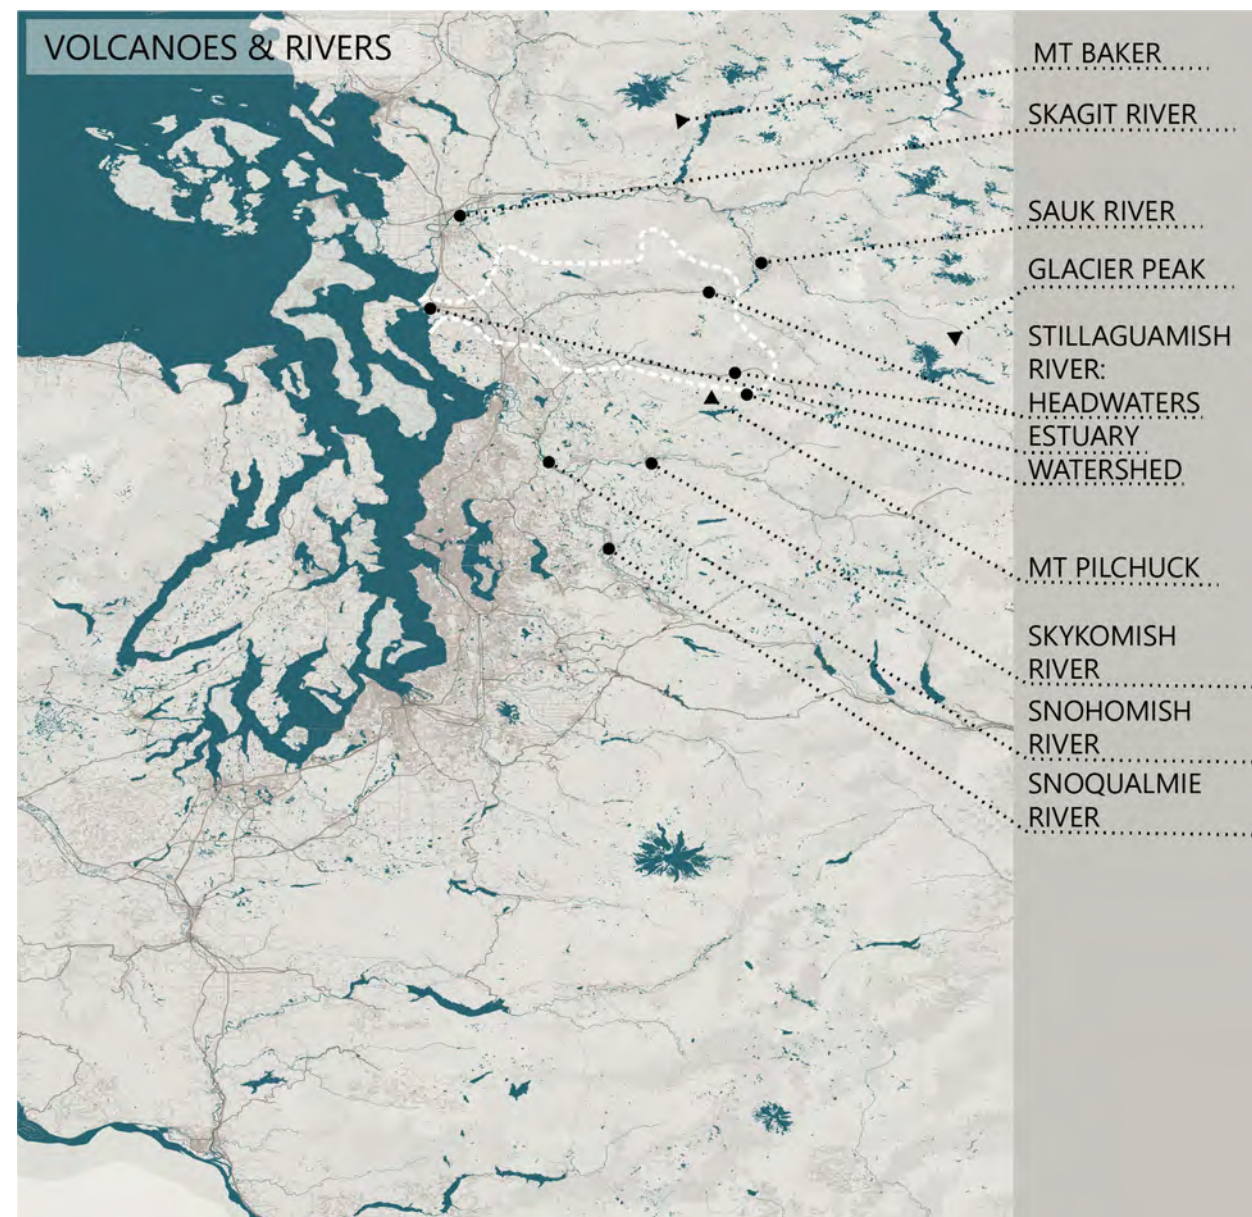 VOLCANOES & RIVERS
MT BAKER
SKAGIT RIVER
SAUK RIVER
GLACIER PEAK
STILLAGUAMISH
RIVER:
HEADWATERS
ESTUARY
WATERSHED
MT PILCHUCK
SKYKOMISH
RIVER
SNOHOMISH
RIVER
SNOQUALMIE
RIVER